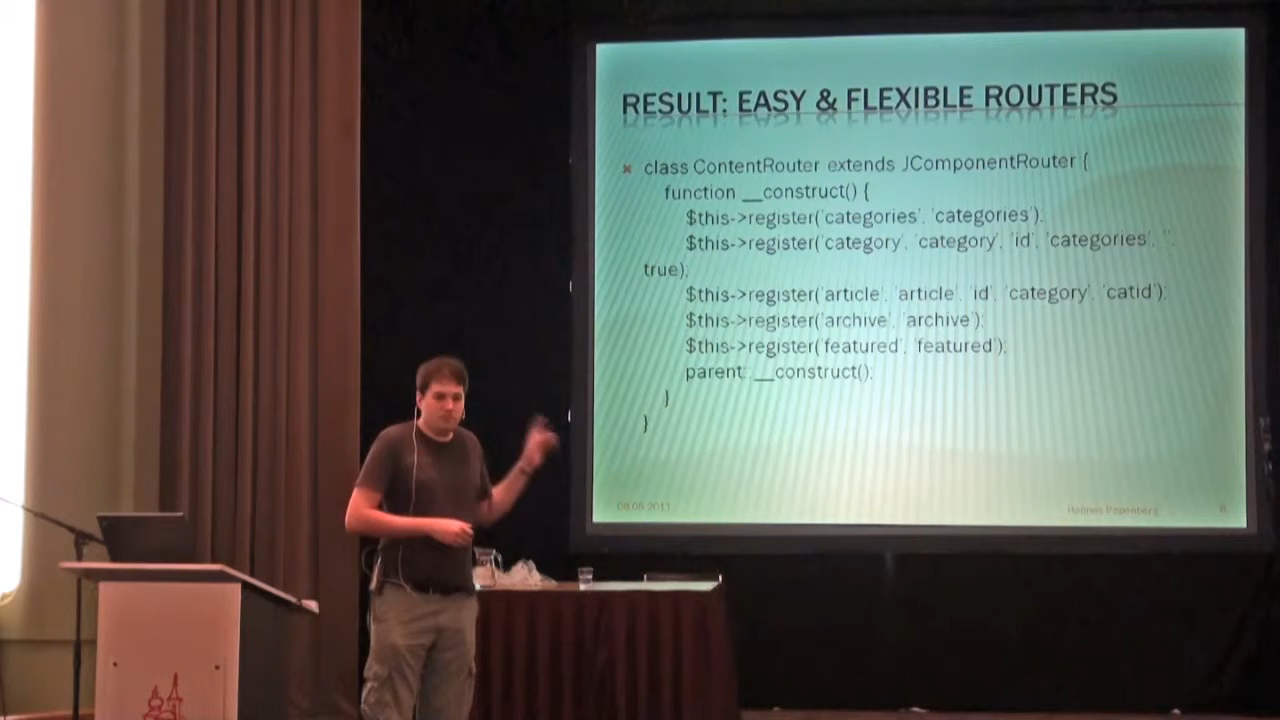 RESULT: EASY & FLEXIBLE ROUTERS
class ContentRouter extends JComponentRouter {
function __construct() {
$this->register('categories', 'categories');
$this->register('category', 'category', 'id', 'categories', '',
true);
$this->register('article', 'article', 'id', 'category', 'catid');
$this->register('archive', 'archive');
$this->register('featured', 'featured');
parent::__construct();
}
}
Hannes Papenberg